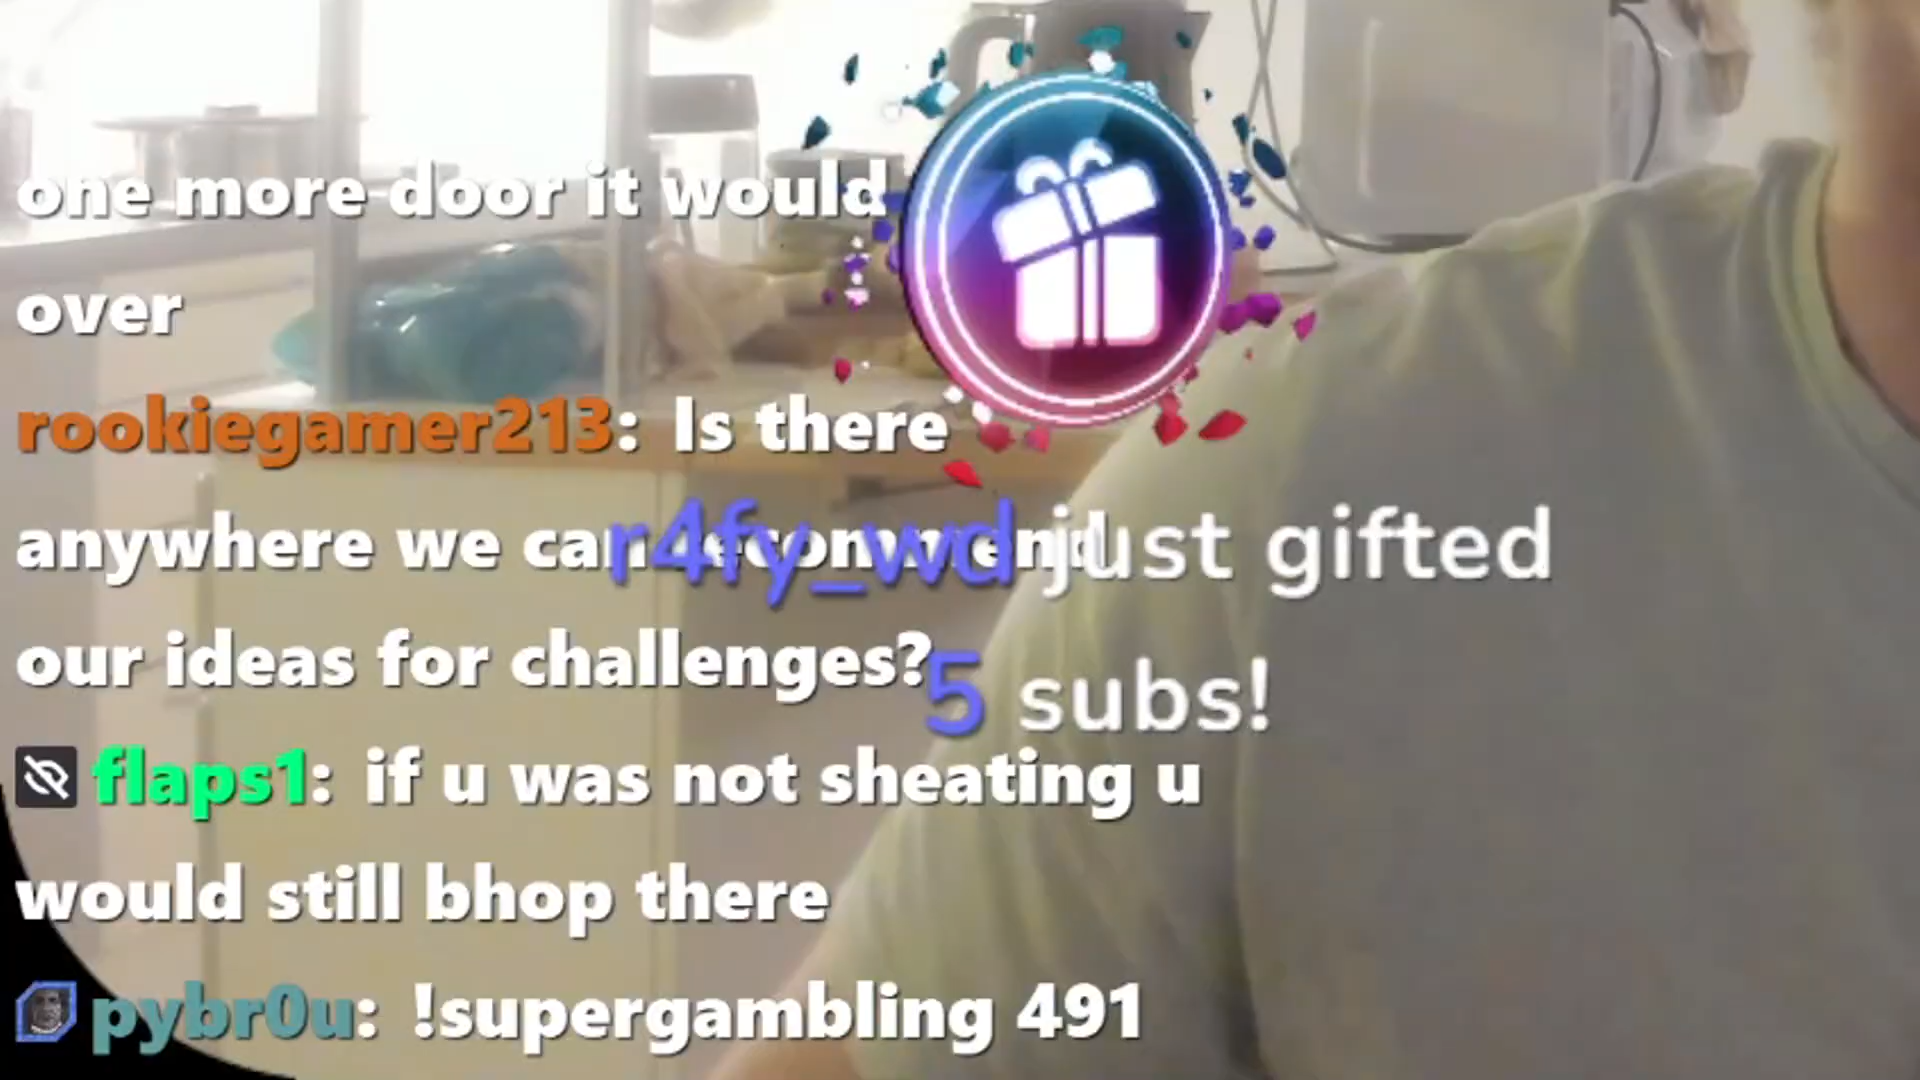 one more door it would
over
rookiegamer213: Is there
anywhere we can recommend
r4fy_wd just gifted
our ideas for challenges?
5 subs!
flaps1: if u was not sheating u
would still bhop there
pybr0u: !supergambling 491